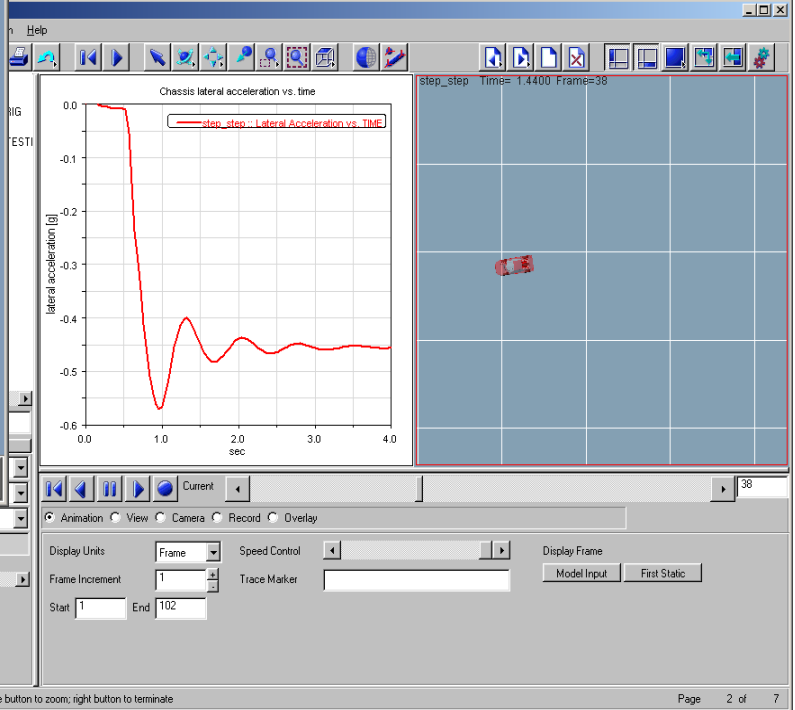 Help
RIG
TESTI
Chassis lateral acceleration vs. time
step_step :: Lateral Acceleration vs. TIME
lateral acceleration [g]
0.0
-0.1
-0.2
-0.3
-0.4
-0.5
-0.6
0.0 1.0 2.0 3.0 4.0
sec
step_step Time= 1.4400 Frame=38
Current
38
Animation View Camera Record Overlay
Display Units Frame Speed Control Display Frame
Frame Increment 1 + - Trace Marker Model Input First Static
Start 1 End 102
button to zoom; right button to terminate
Page 2 of 7